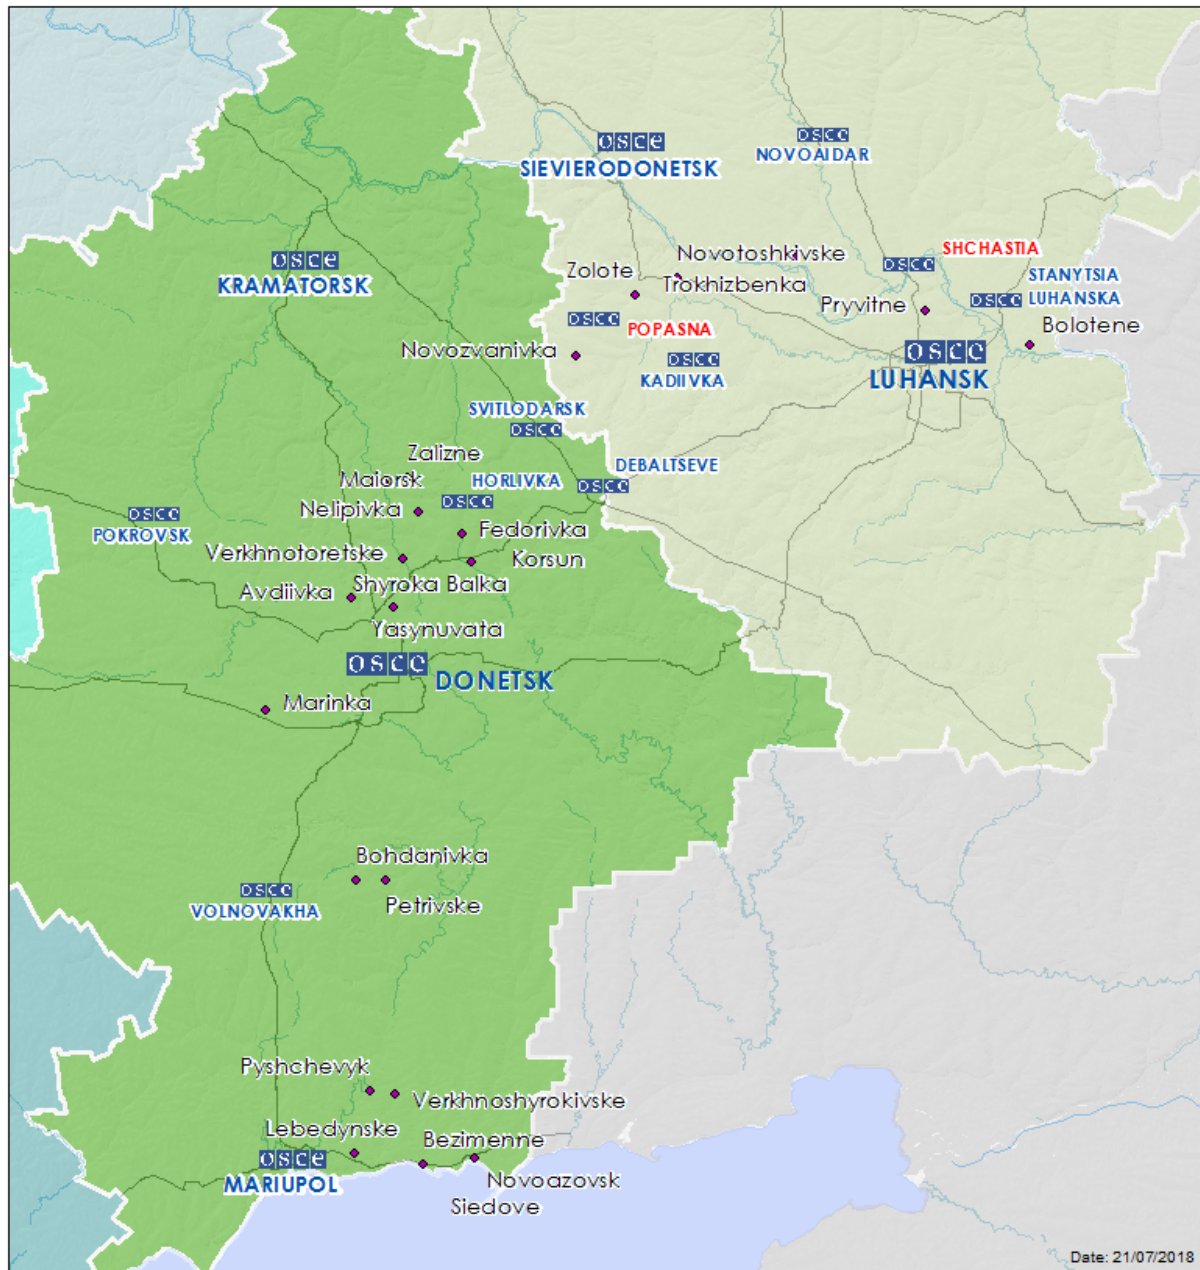 osce
NOVOAIDAR
osce
SIEVIERODONETSK
SHCHASTIA
osce
KRAMATORSK
Novotoshkivske
osce
Zolote
Trokhizbenka
STANYTSIA
LUHANSKA
osce
Pryvitne
osce
POPASNA
Bolotene
Novozvanivka
osce
KADIIVKA
osce
LUHANSK
SVITLODARSK
osce
Zalizne
DEBALTSEVE
osce
Maiorsk
HORLIVKA
osce
Nelipivka
osce
POKROVSK
Fedorivka
Verkhnotoretske
Korsun
Avdiivka
Shyroka Balka
Yasynuvata
osce
DONETSK
Marinka
Bohdanivka
osce
VOLNOVAKHA
Petrivske
Pyshchevyk
Verkhnoshyrokivske
Lebedynske
Bezimenne
osce
MARIUPOL
Novoazovsk
Siedove
Date: 21/07/2018